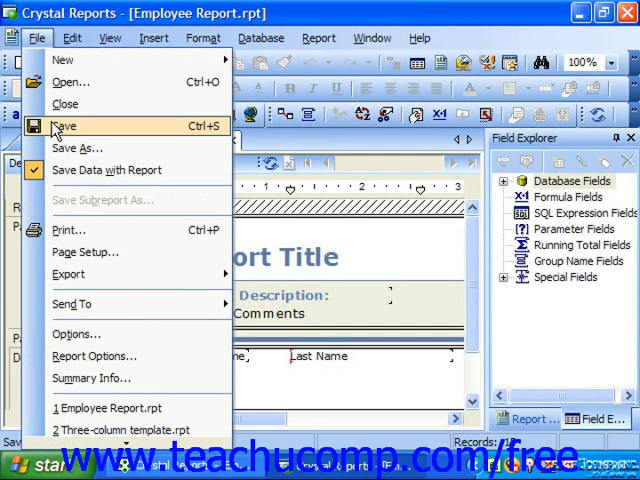 Crystal Reports - [Employee Report.rpt]
File Edit View Insert Format Database Report Window Help
New
Open... Ctrl+O
Close
Save Ctrl+S
Save As...
Save Data with Report
Save Subreport As...
Print... Ctrl+P
Page Setup...
Export
Send To
Options...
Report Options...
Summary Info...
1 Employee Report.rpt
2 Three-column template.rpt
100%
1 2 3
ort Title
Description:
Comments
Last Name
Field Explorer
Database Fields
Formula Fields
SQL Expression Fields
Parameter Fields
Running Total Fields
Group Name Fields
Special Fields
Report ... Field E...
Records:
www.teachucomp.com/free
start